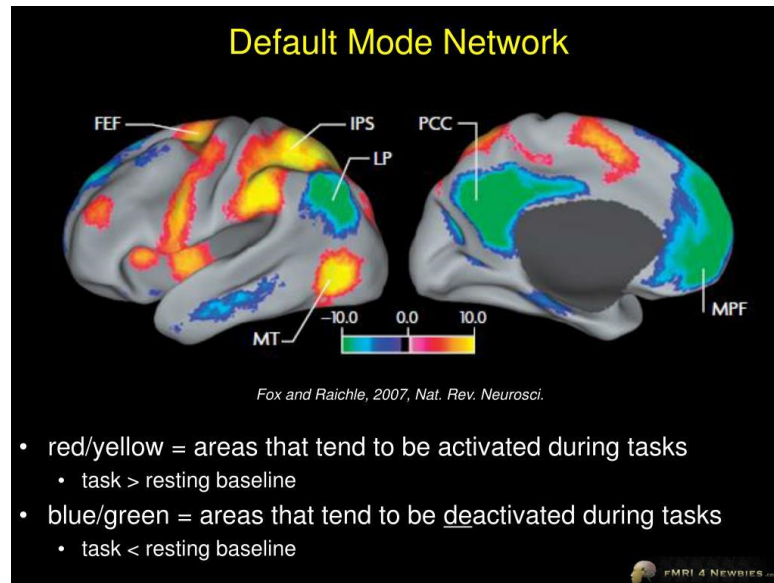 Default Mode Network
FEF
IPS
LP
PCC
MT
MPF
–10.0 0.0 10.0
Fox and Raichle, 2007, Nat. Rev. Neurosci.
• red/yellow = areas that tend to be activated during tasks
• task > resting baseline
• blue/green = areas that tend to be deactivated during tasks
• task < resting baseline
fMRI 4 Newbies